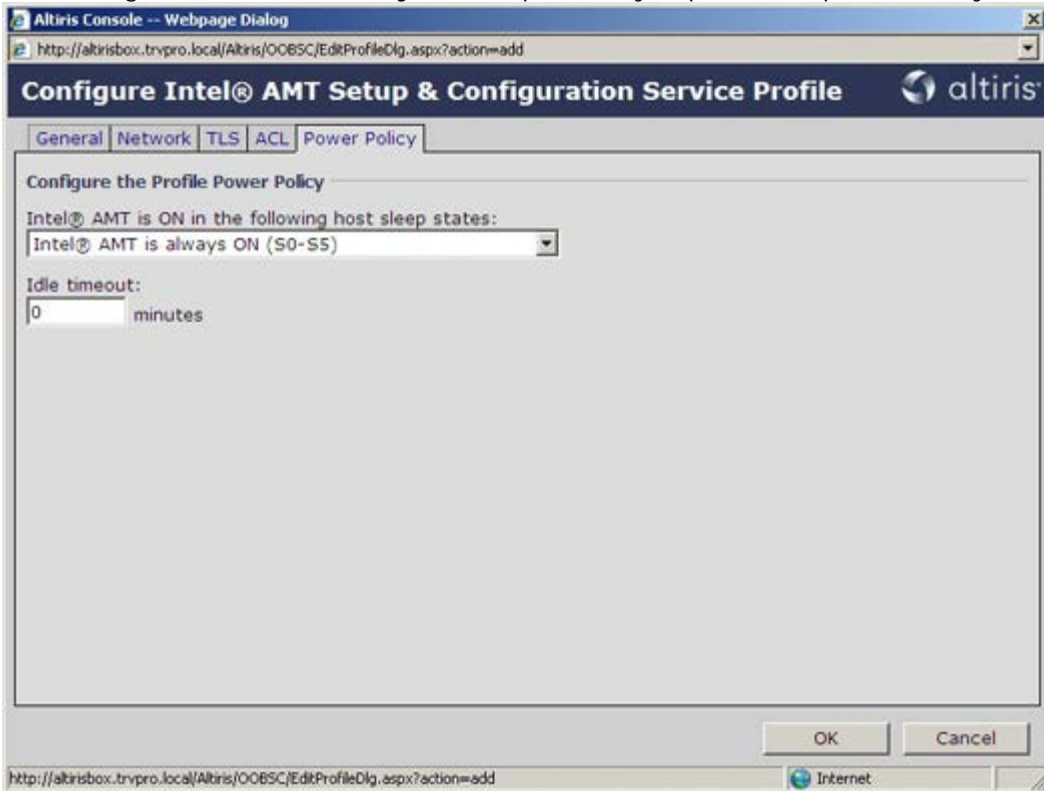 Altiris Console -- Webpage Dialog
http://altirisbox.trvpro.local/Altiris/OOBSC/EditProfileDlg.aspx?action=add
Configure Intel® AMT Setup & Configuration Service Profile
altiris
General Network TLS ACL Power Policy
Configure the Profile Power Policy
Intel® AMT is ON in the following host sleep states:
Intel® AMT is always ON (S0-S5)
Idle timeout:
0 minutes
OK Cancel
http://altirisbox.trvpro.local/Altiris/OOBSC/EditProfileDlg.aspx?action=add Internet